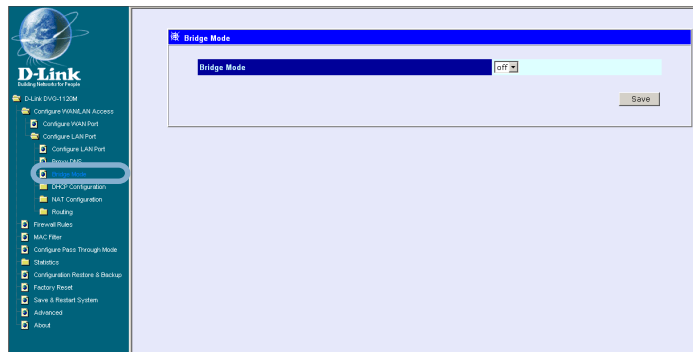 D-Link
Building Networks for People
D-Link DVG-1120M
Configure WAN/LAN Access
Configure WAN Port
Configure LAN Port
Configure LAN Port
Proxy DNS
Bridge Mode
DHCP Configuration
NAT Configuration
Routing
Firewall Rules
MAC Filter
Configure Pass Through Mode
Statistics
Configuration Restore & Backup
Factory Reset
Save & Restart System
Advanced
About
Bridge Mode
Bridge Mode
off
Save